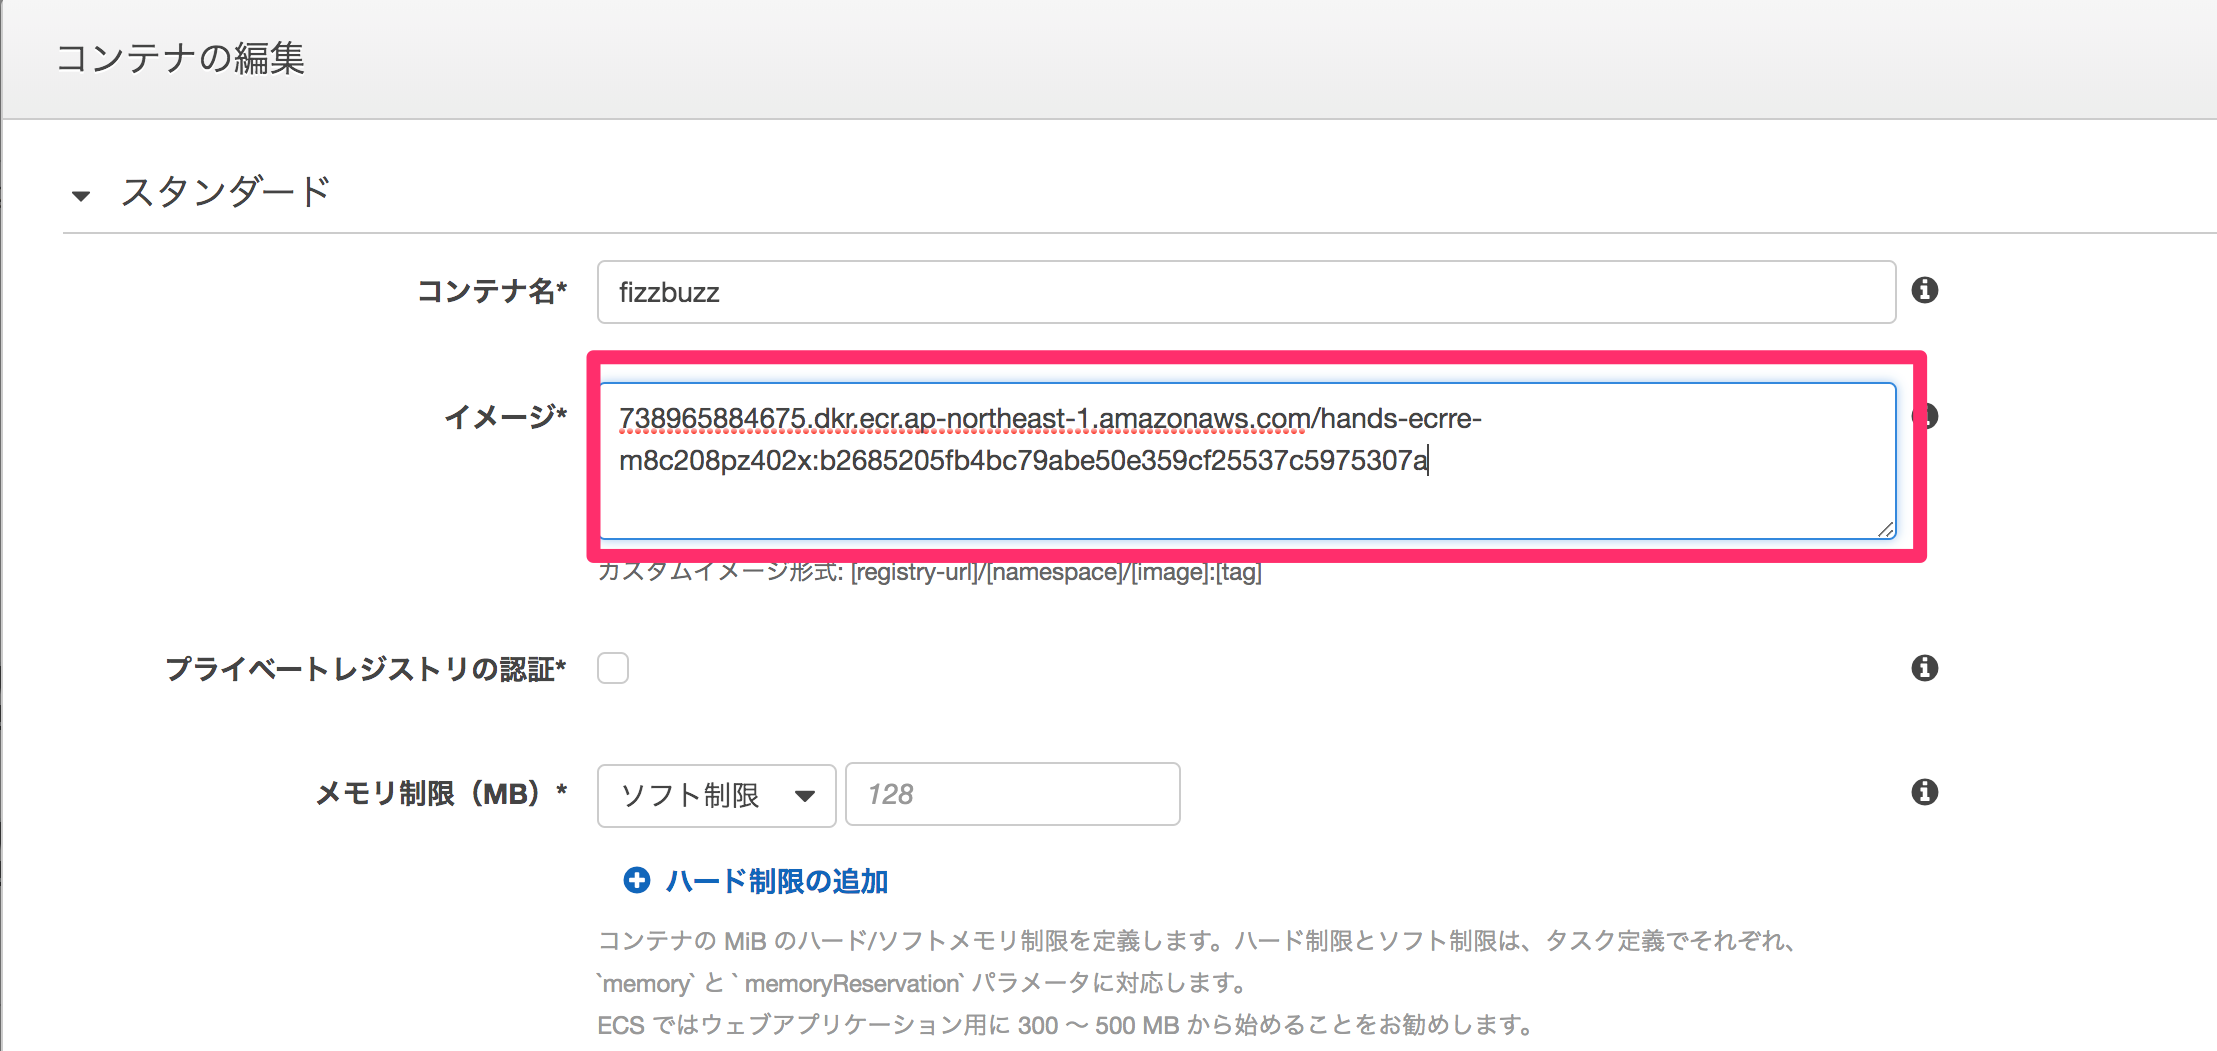 コンテナの編集
スタンダード
コンテナ名*
fizzbuzz
イメージ*
738965884675.dkr.ecr.ap-northeast-1.amazonaws.com/hands-ecrre-
m8c208pz402x:b2685205fb4bc79abe50e359cf25537c5975307a
カスタムイメージ形式: [registry-url]/[namespace]/[image]:[tag]
プライベートレジストリの認証*
メモリ制限（MB）*
ソフト制限
128
ハード制限の追加
コンテナの MiB のハード/ソフトメモリ制限を定義します。ハード制限とソフト制限は、タスク定義でそれぞれ、
`memory` と ` memoryReservation` パラメータに対応します。
ECS ではウェブアプリケーション用に 300 〜 500 MB から始めることをお勧めします。